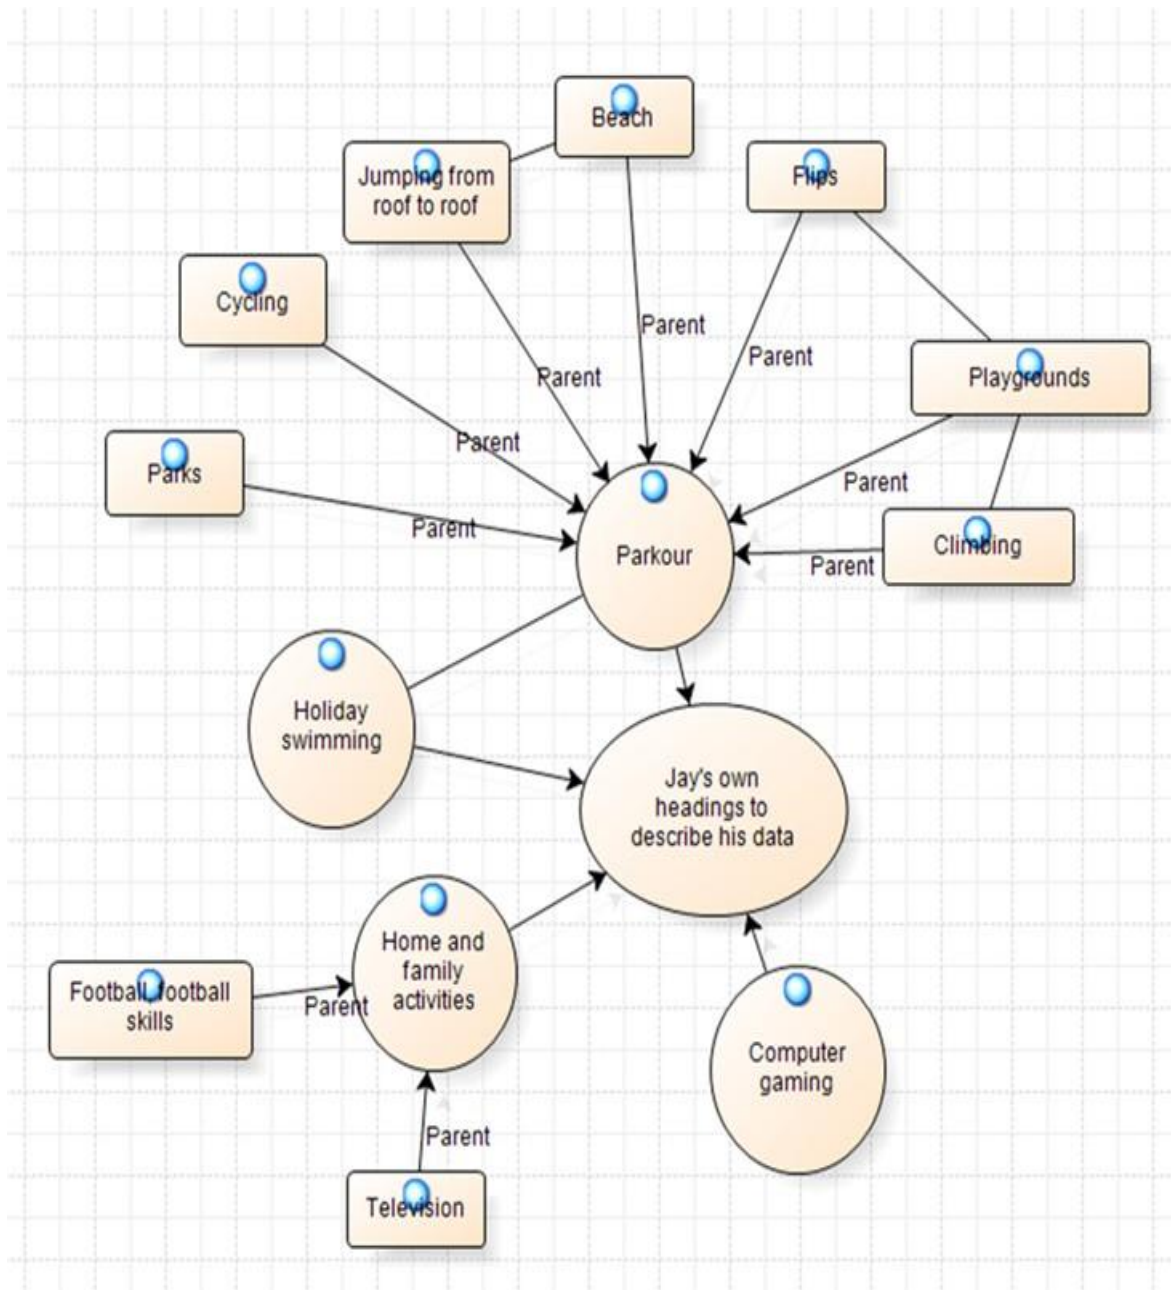 Beach
Jumping from
roof to roof
Flips
Cycling
Parent
Playgrounds
Parent
Parent
Parent
Parks
Parent
Parent
Climbing
Parkour
Parent
Holiday
swimming
Jay's own
headings to
describe his data
Home and
family
activities
Football, football
skills
Parent
Computer
gaming
Parent
Television